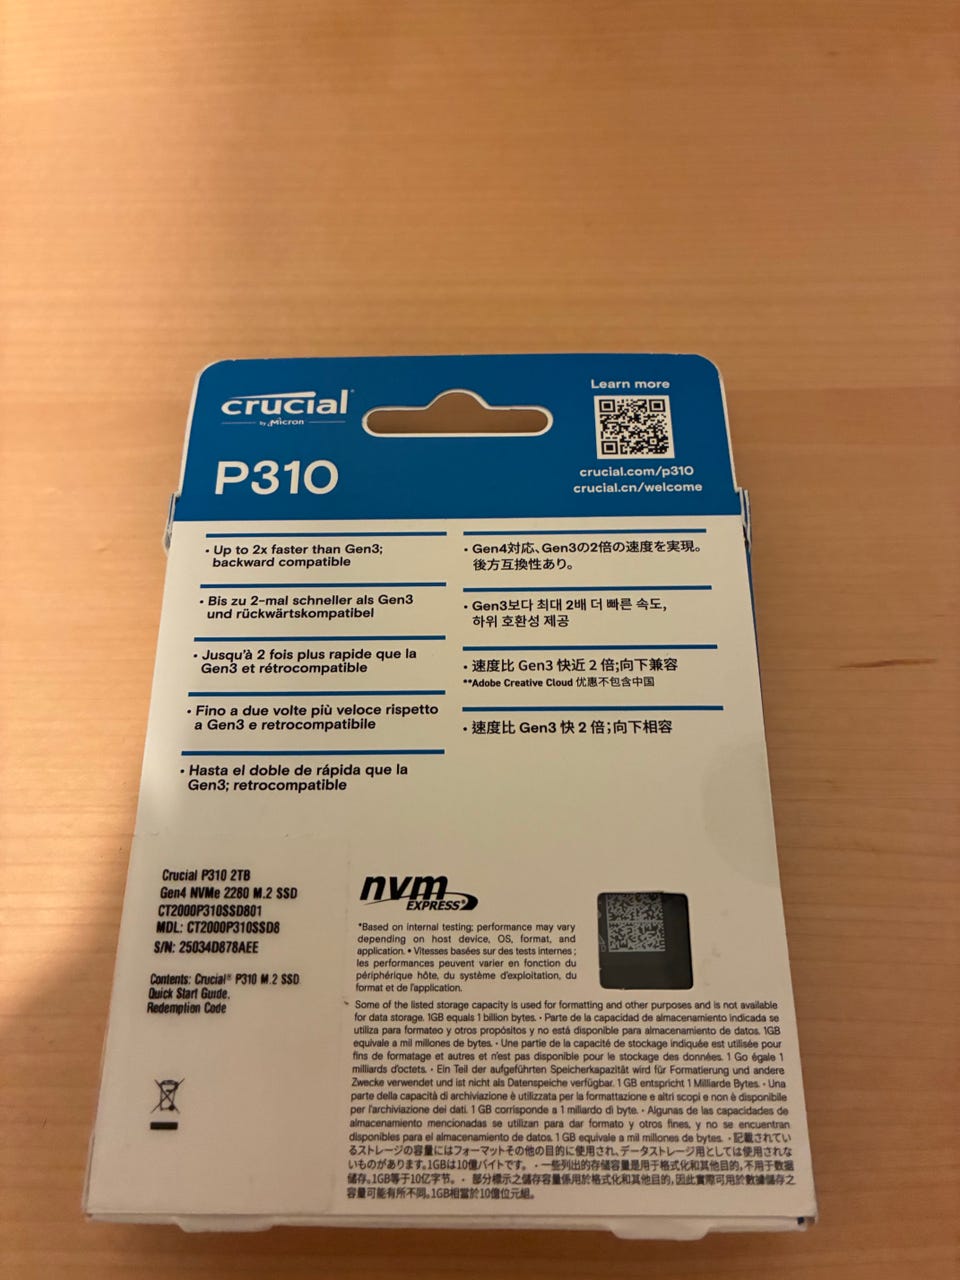 crucial
by Micron
P310
Learn more
crucial.com/p310
crucial.cn/welcome
• Up to 2x faster than Gen3;
backward compatible
• Bis zu 2-mal schneller als Gen3
und rückwärtskompatibel
• Jusqu'à 2 fois plus rapide que la
Gen3 et rétrocompatible
• Fino a due volte più veloce rispetto
a Gen3 e retrocompatibile
• Hasta el doble de rápida que la
Gen3; retrocompatible
• Gen4対応、Gen3の2倍の速度を実現。
後方互換性あり。
• Gen3보다 최대 2배 더 빠른 속도,
하위 호환성 제공
• 速度比 Gen3 快近 2 倍;向下兼容
**Adobe Creative Cloud 优惠不包含中国
• 速度比 Gen3 快 2 倍；向下相容
Crucial P310 2TB
Gen4 NVMe 2280 M.2 SSD
CT2000P310SSD801
MDL: CT2000P310SSD8
S/N: 25034D878AEE
Contents: Crucial® P310 M.2 SSD
Quick Start Guide,
Redemption Code
nvm
EXPRESS®
*Based on internal testing; performance may vary
depending on host device, OS, format, and
application. • Vitesses basées sur des tests internes ;
les performances peuvent varier en fonction du
périphérique hôte, du système d'exploitation, du
format et de l'application.
Some of the listed storage capacity is used for formatting and other purposes and is not available
for data storage. 1GB equals 1 billion bytes. • Parte de la capacidad de almacenamiento indicada se
utiliza para formateo y otros propósitos y no está disponible para almacenamiento de datos. 1GB
equivale a mil millones de bytes. • Une partie de la capacité de stockage indiquée est utilisée pour
fins de formatage et autres et n'est pas disponible pour le stockage des données. 1 Go égale 1
milliards d'octets. • Ein Teil der aufgeführten Speicherkapazität wird für Formatierung und andere
Zwecke verwendet und ist nicht als Datenspeiche verfügbar. 1 GB entspricht 1 Milliarde Bytes. • Una
parte della capacità di archiviazione è utilizzata per la formattazione e altri scopi e non è disponibile
per l'archiviazione dei dati. 1 GB corrisponde a 1 miliardo di byte. • Algunas de las capacidades de
almacenamiento mencionadas se utilizan para dar formato y otros fines, y no se encuentran
disponibles para el almacenamiento de datos. 1 GB equivale a mil millones de bytes. • 記載されてい
るストレージの容量にはフォーマットその他の目的に使用され、データストレージ用としては使用されな
いものがあります。1GBは10億バイトです。 • 一些列出的存储容量是用于格式化和其他目的,不用于数据
储存。1GB等于10亿字节。 • 部分標示之儲存容量係用於格式化和其他目的,因此實際可用於數據儲存之
容量可能有所不同。1GB相當於10億位元組。